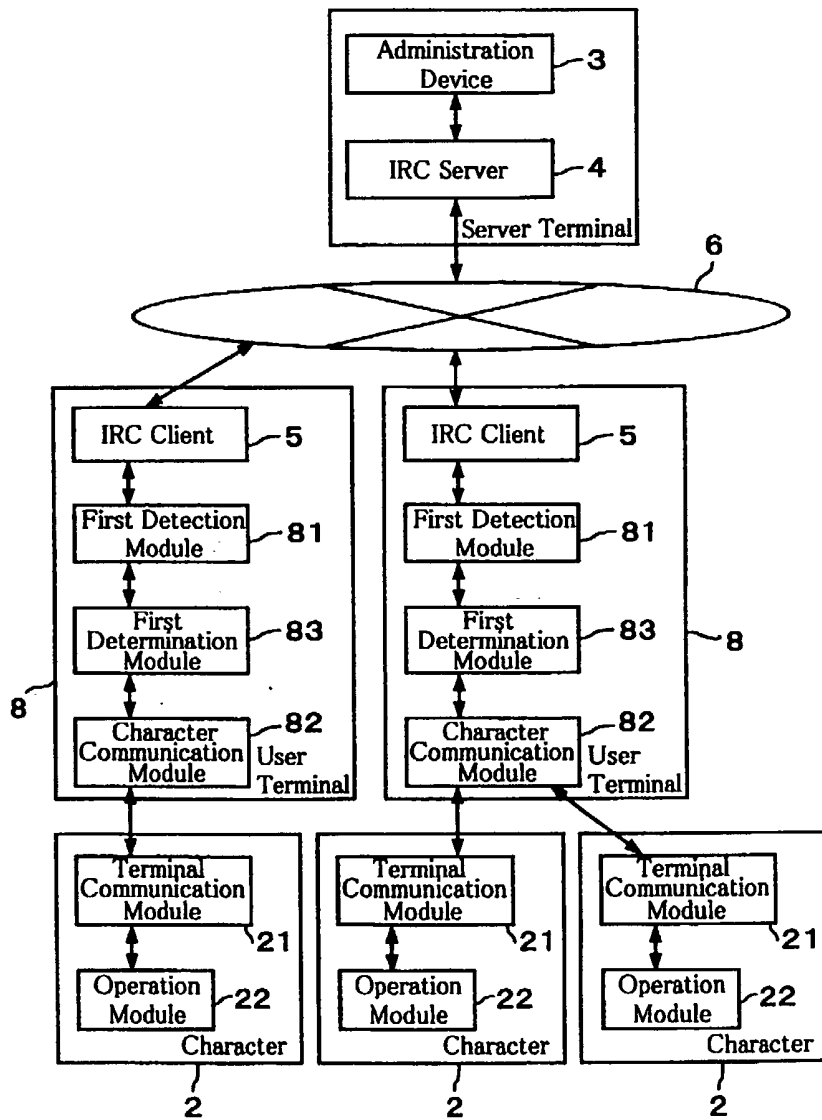 Administration
Device
3
IRC Server
4
Server Terminal
6
IRC Client
5
First Detection
Module
81
First
Determination
Module
83
Character
Communication
Module
82
User
Terminal
8
IRC Client
5
First Detection
Module
81
First
Determination
Module
83
Character
Communication
Module
82
User
Terminal
8
Terminal
Communication
Module
21
Operation
Module
22
Character
2
Terminal
Communication
Module
21
Operation
Module
22
Character
2
Terminal
Communication
Module
21
Operation
Module
22
Character
2